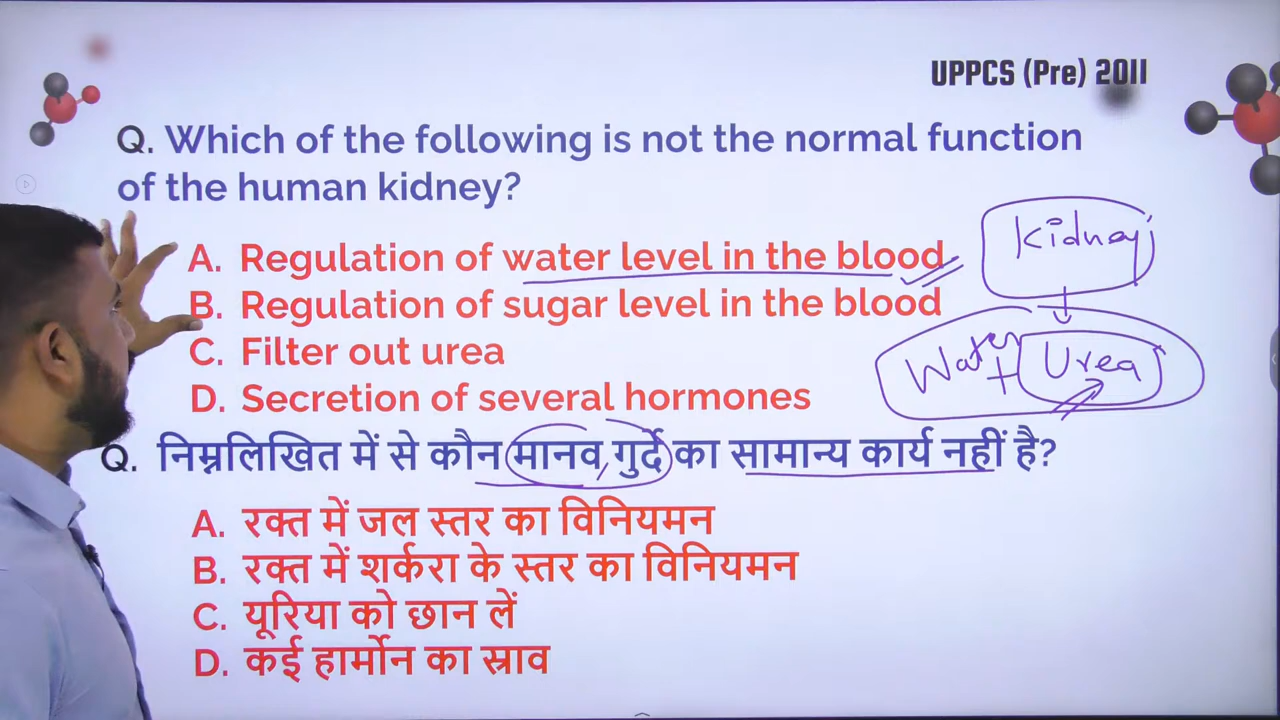 UPPCS (Pre) 2011
Q. Which of the following is not the normal function
of the human kidney?
A. Regulation of water level in the blood
B. Regulation of sugar level in the blood
C. Filter out urea
D. Secretion of several hormones
Kidney
Water + Urea
Q. निम्नलिखित में से कौन मानव गुर्दे का सामान्य कार्य नहीं है?
A. रक्त में जल स्तर का विनियमन
B. रक्त में शर्करा के स्तर का विनियमन
C. यूरिया को छान लें
D. कई हार्मोन का स्राव